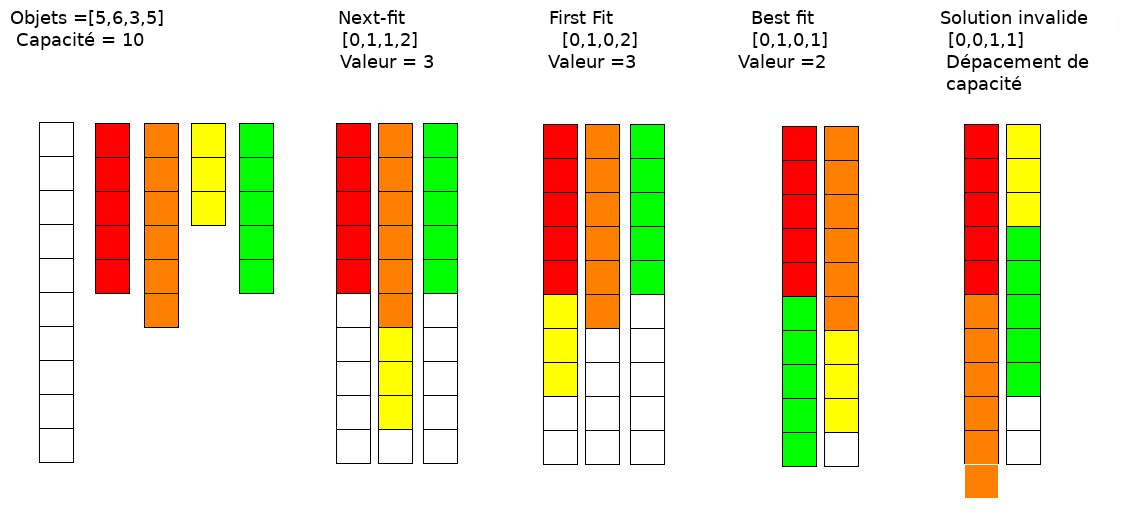 Objets =[5,6,3,5]
Capacité = 10
Next-fit
[0,1,1,2]
Valeur = 3
First Fit
[0,1,0,2]
Valeur =3
Best fit
[0,1,0,1]
Valeur =2
Solution invalide
[0,0,1,1]
Dépacement de
capacité